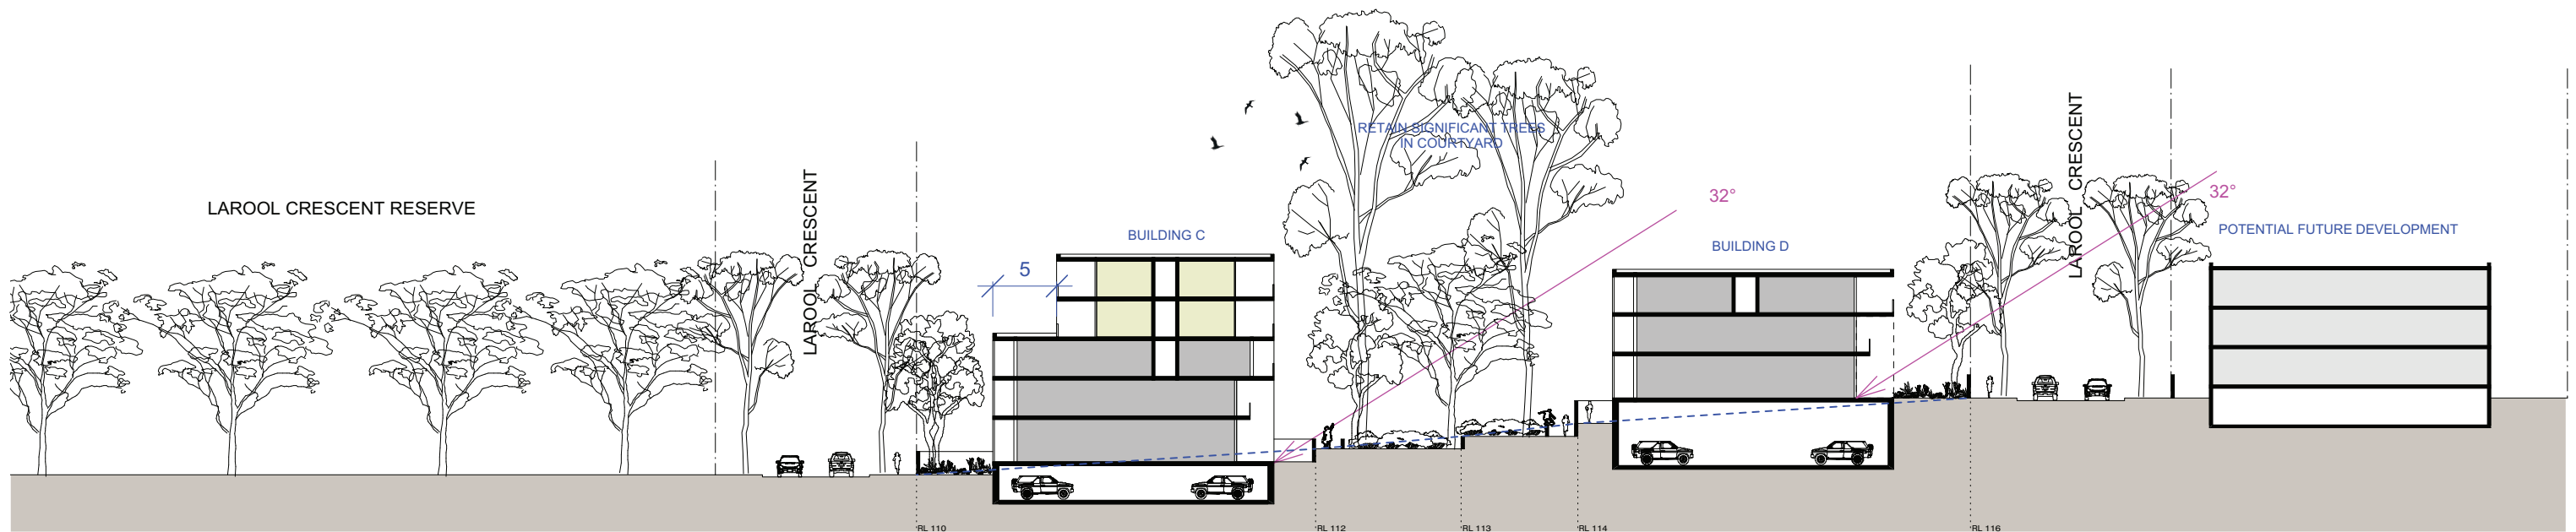 LAROOL CRESCENT RESERVE
LAROOL CRESCENT
5
BUILDING C
RETAIN SIGNIFICANT TREES
IN COURTYARD
32°
BUILDING D
LAROOL CRESCENT
32°
POTENTIAL FUTURE DEVELOPMENT
RL 110
RL 112
RL 113
RL 114
RL 116